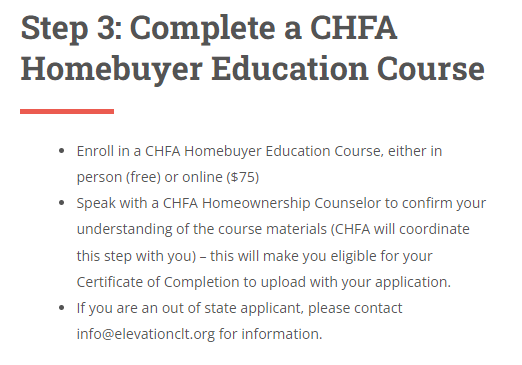 Step 3: Complete a CHFA
Homebuyer Education Course
• Enroll in a CHFA Homebuyer Education Course, either in
person (free) or online ($75)
• Speak with a CHFA Homeownership Counselor to confirm your
understanding of the course materials (CHFA will coordinate
this step with you) – this will make you eligible for your
Certificate of Completion to upload with your application.
• If you are an out of state applicant, please contact
info@elevationclt.org for information.